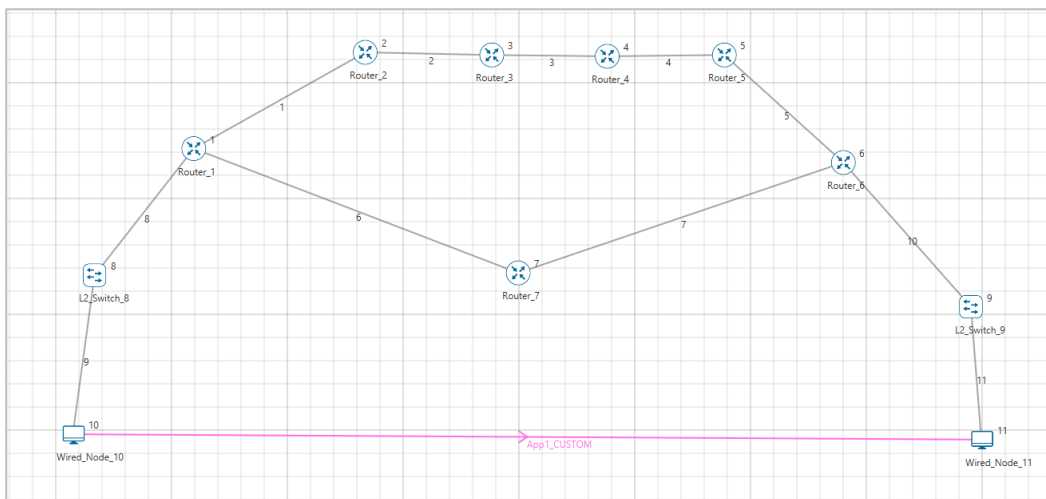 2
3
4
5
Router_2
2
Router_3
3
Router_4
4
Router_5
1
5
1
Router_1
6
Router_6
8
6
7
10
8
L2_Switch_8
7
Router_7
9
L2_Switch_9
9
11
10
App1_CUSTOM
11
Wired_Node_10
Wired_Node_11